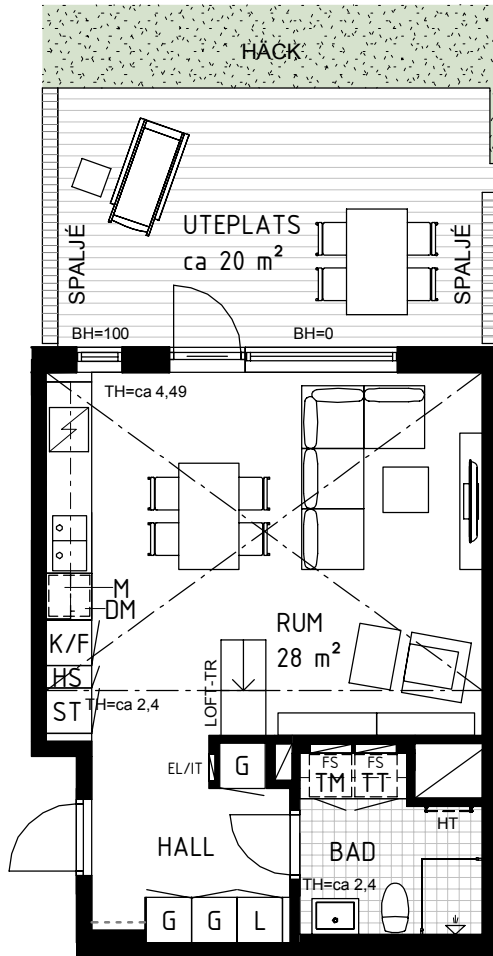 HÄCK
UTEPLATS
ca 20 m²
SPALJÉ
SPALJÉ
BH=100
BH=0
TH=ca 4,49
M
DM
K/F
HS
ST
TH=ca 2,4
LOFT-TR
RUM
28 m²
EL/IT
G
FS
FS
TM
TT
HT
HALL
BAD
TH=ca 2,4
G
G
L